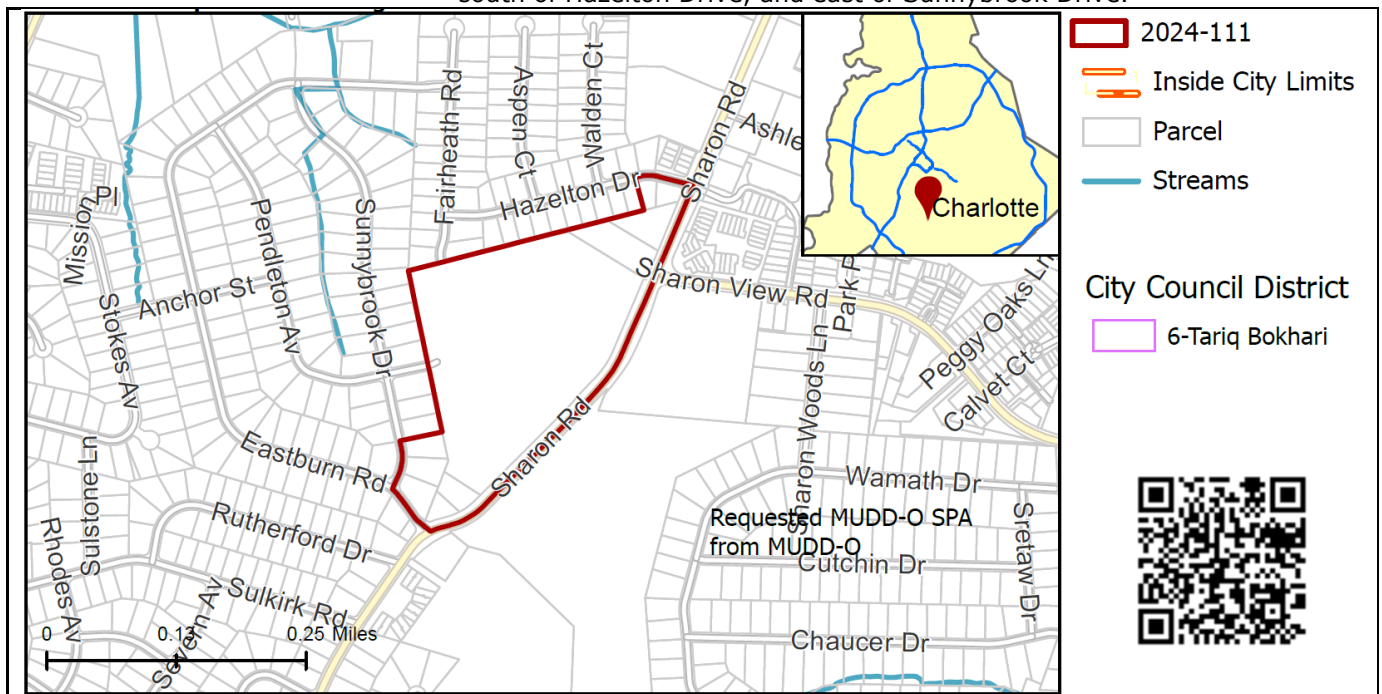 south of Hazelton Drive, and east of Sunnybrook Drive.
2024-111
Inside City Limits
Parcel
Streams
City Council District
6-Tariq Bokhari
Charlotte
Fairheath Rd
Aspen Ct
Walden Ct
Sharon Rd
Ashle
Hazelton Dr
Pl
Mission
Pendleton Av
Sunnybrook Dr
Anchor St
Stokes Av
Sharon View Rd
Park P
Sharon Woods Ln
Peggy Oaks Ln
Calvet Ct
Sharon Rd
Eastburn Rd
Sulstone Ln
Rutherford Dr
Rhodes Av
Sulkirk Rd
Severn Av
Wamath Dr
Requested MUDD-O SPA
from MUDD-O
Cutchin Dr
Sretaw Dr
Chaucer Dr
0 0.13 0.25 Miles